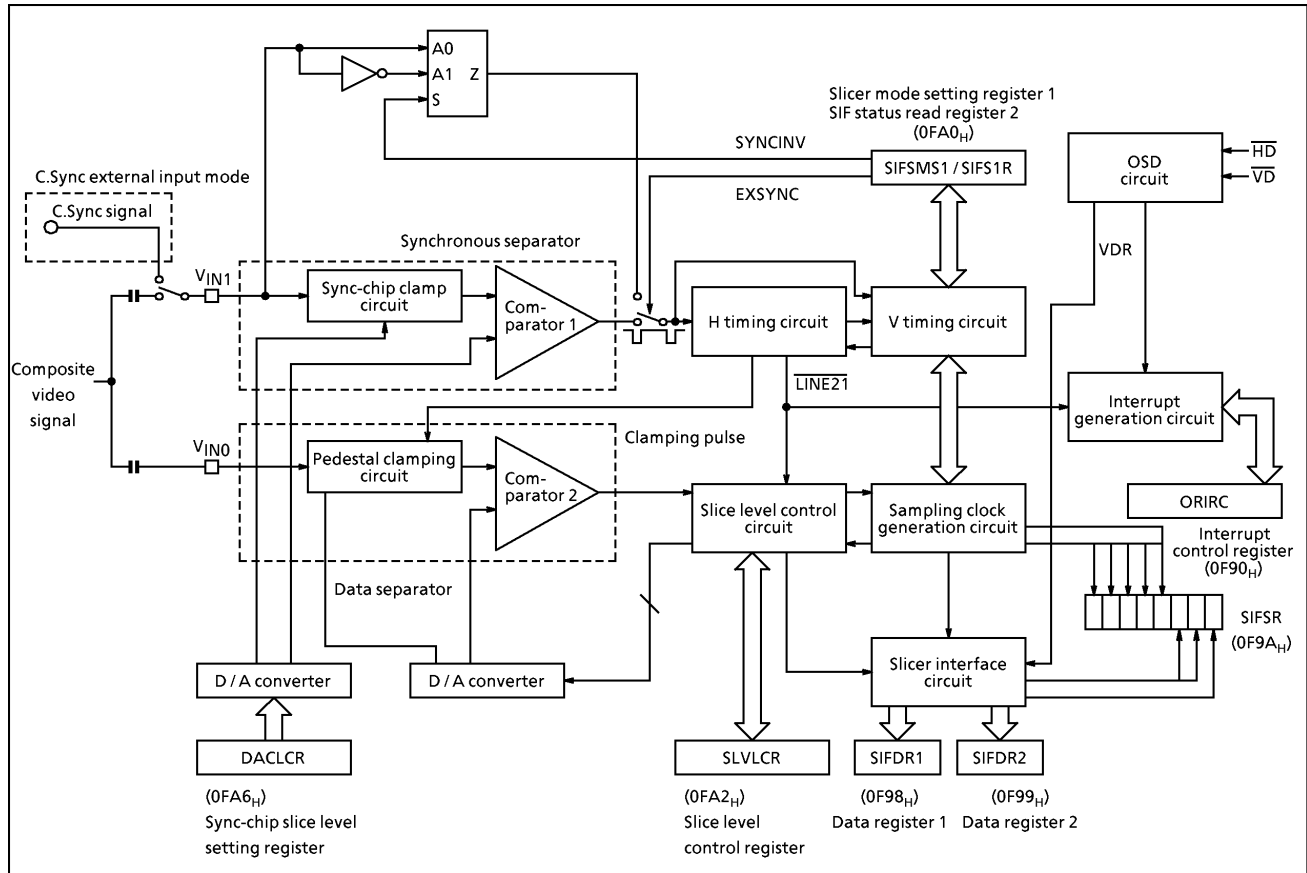 A0
A1 Z
S
Slicer mode setting register 1
SIF status read register 2
(0FA0H)
SYNCINV
SIFSMS1 / SIFS1R
EXSYNC
OSD
circuit
HD
VD
VDR
C.Sync external input mode
C.Sync signal
Synchronous separator
VIN1
Sync-chip clamp
circuit
Com-
parator 1
H timing circuit
V timing circuit
Composite
video
signal
LINE21
Interrupt
generation circuit
Clamping pulse
VIN0
Pedestal clamping
circuit
Com-
parator 2
Slice level control
circuit
Sampling clock
generation circuit
ORIRC
Interrupt
control register
(0F90H)
Data separator
SIFSR
(0F9AH)
Slicer interface
circuit
D / A converter
D / A converter
DACLCR
SLVLCR
SIFDR1
SIFDR2
(0FA6H)
Sync-chip slice level
setting register
(0FA2H)
Slice level
control register
(0F98H)
Data register 1
(0F99H)
Data register 2